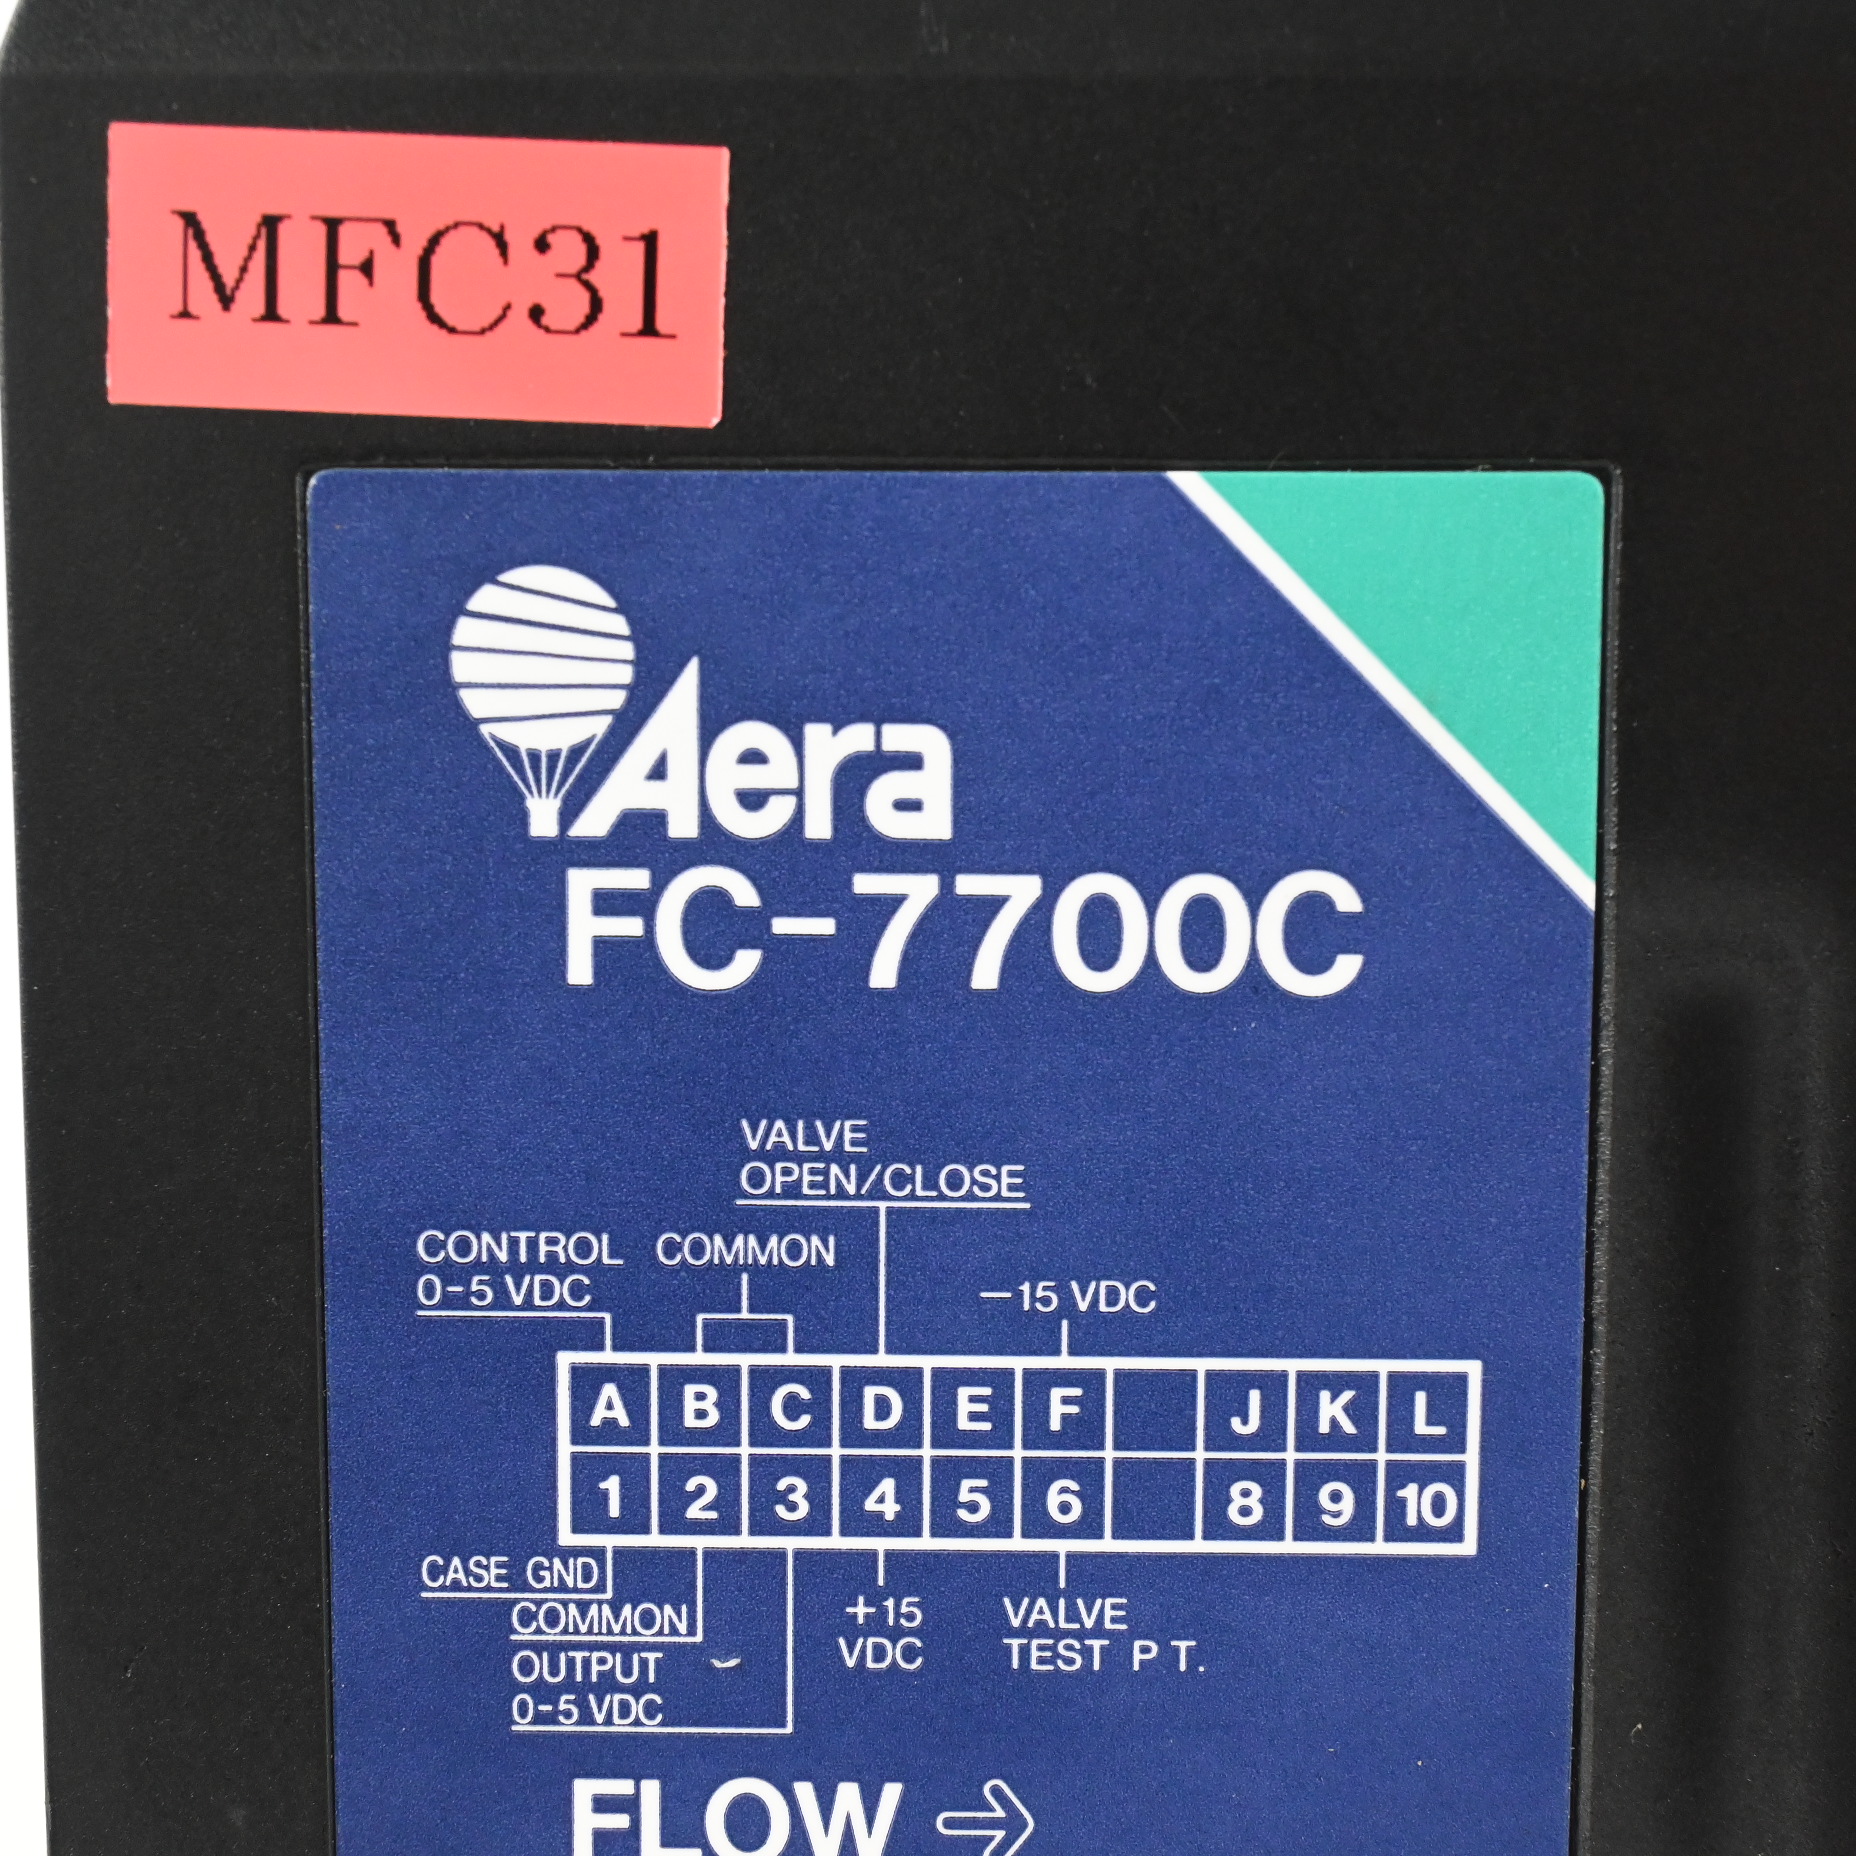 MFC31
Aera
FC-7700C
VALVE
OPEN/CLOSE
CONTROL COMMON
0-5 VDC
-15 VDC
A B C D E F J K L
1 2 3 4 5 6 8 9 10
CASE GND
COMMON
OUTPUT
0-5 VDC
+15
VDC
VALVE
TEST PT.
FLOW →